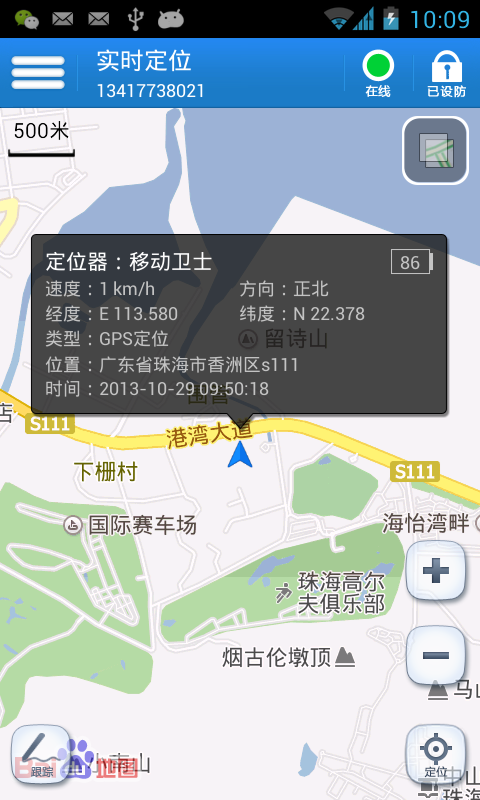 10:09
实时定位
13417738021
在线
已设防
500米
定位器：移动卫士
86
速度：1 km/h
方向：正北
经度：E 113.580
纬度：N 22.378
类型：GPS定位
留诗山
位置：广东省珠海市香洲区s111
时间：2013-10-29 09:50:18
店
S111
港湾大道
下栅村
S111
国际赛车场
海怡湾畔
珠海高尔
夫俱乐部
烟古伦墩顶
马山
跟踪
Bai 地图
定位
中山
珠海